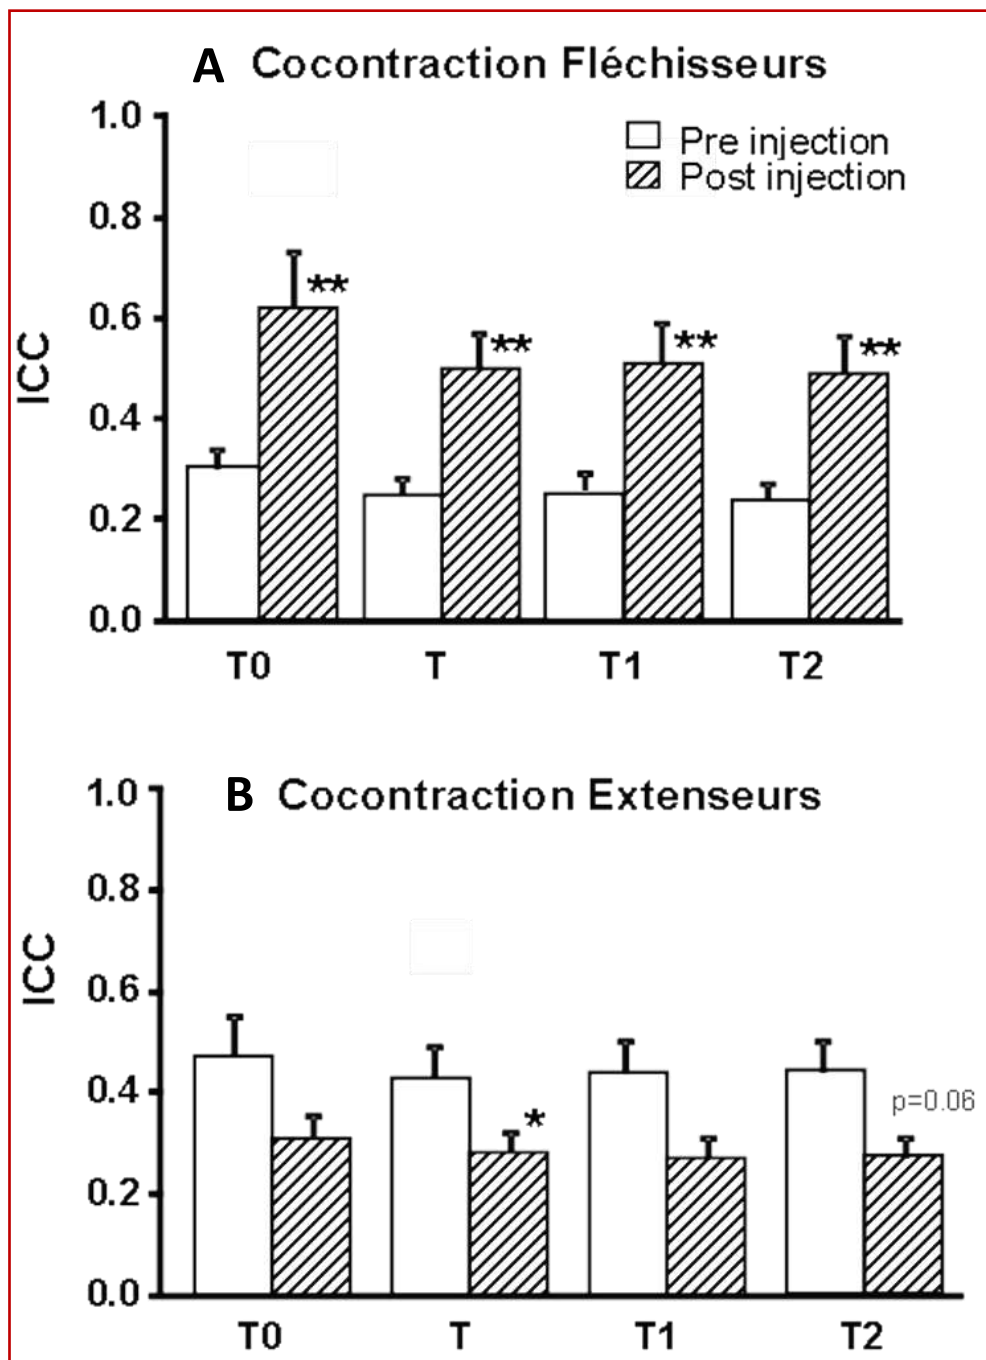 A Cocontraction Fléchisseurs
1.0
Pre injection
Post injection
0.8
**
0.6
**
**
**
ICC
0.4
0.2
0.0
T0 T T1 T2
B Cocontraction Extenseurs
1.0
0.8
ICC
0.6
0.4
p=0.06
*
0.2
0.0
T0 T T1 T2